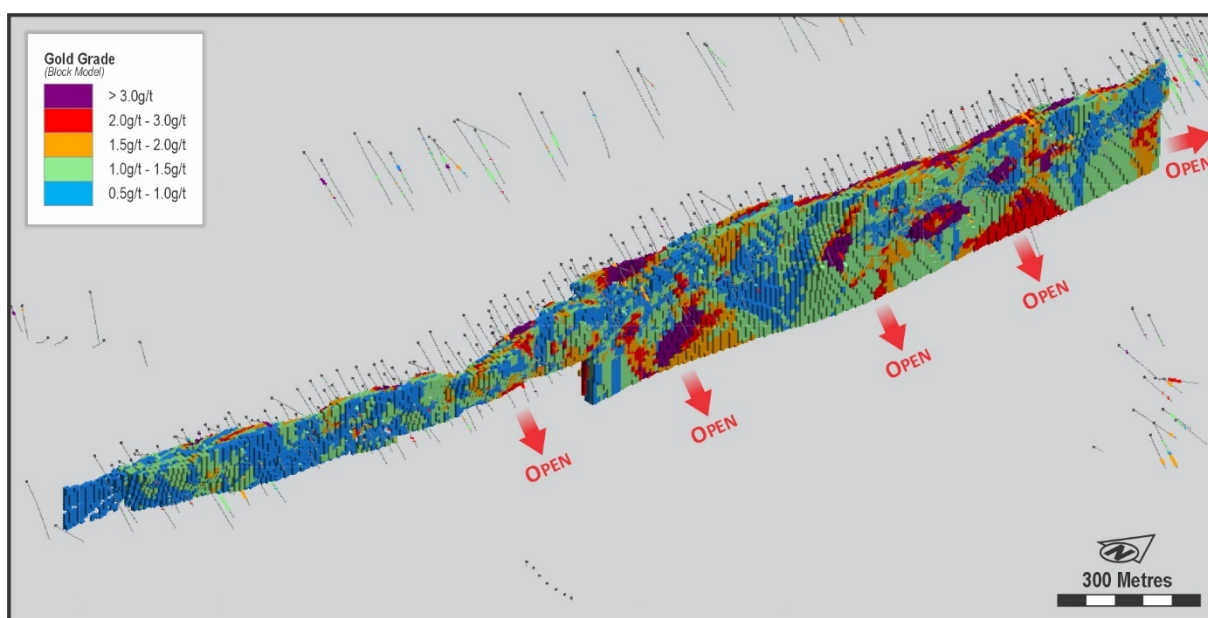 Gold Grade
(Block Model)
> 3.0g/t
2.0g/t - 3.0g/t
1.5g/t - 2.0g/t
1.0g/t - 1.5g/t
0.5g/t - 1.0g/t
OPEN
OPEN
OPEN
OPEN
OPEN
N
300 Metres